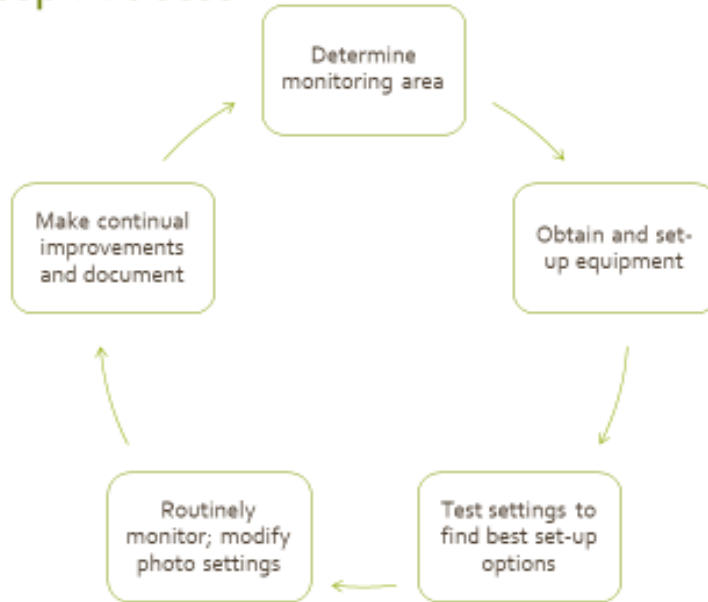 Determine
monitoring area
Obtain and set-
up equipment
Test settings to
find best set-up
options
Routinely
monitor; modify
photo settings
Make continual
improvements
and document